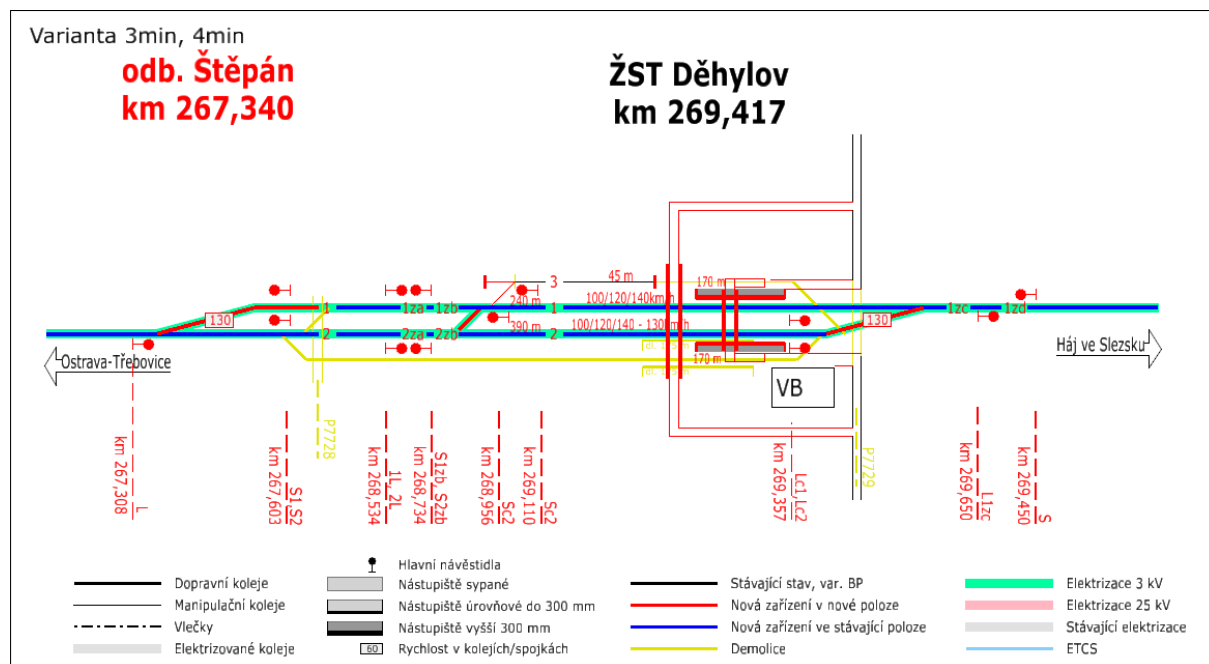 Varianta 3min, 4min
odb. Štěpán
km 267,340
ŽST Děhylov
km 269,417
3
45 m
170 m
240 m
100/120/140km/h
1
1za
1zb
1
1zc
1zd
130
130
2
2za
2zb
390 m
2
100/120/140 - 130km/h
170 m
Ostrava-Třebovice
Háj ve Slezsku
VB
L
km 267,308
S1,S2
km 267,603
P7728
1L, 2L
km 268,534
S1zb, S2zb
km 268,734
Sc2
km 268,956
Sc2
km 269,110
Lc1,Lc2
km 269,357
P7729
L1zc
km 269,650
S
km 269,450
Dopravní koleje
Manipulační koleje
Vlečky
Elektrizované koleje
Hlavní návěstidla
Nástupiště sypané
Nástupiště úrovňové do 300 mm
Nástupiště vyšší 300 mm
60
Rychlost v kolejích/spojkách
Stávající stav, var. BP
Nová zařízení v nové poloze
Nová zařízení ve stávající poloze
Demolice
Elektrizace 3 kV
Elektrizace 25 kV
Stávající elektrizace
ETCS